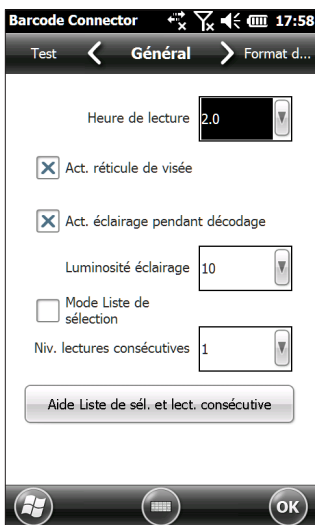 Barcode Connector 17:58
Test Général Format d...
Heure de lecture 2.0
Act. réticule de visée
Act. éclairage pendant décodage
Luminosité éclairage 10
Mode Liste de
sélection
Niv. lectures consécutives 1
Aide Liste de sél. et lect. consécutive
OK